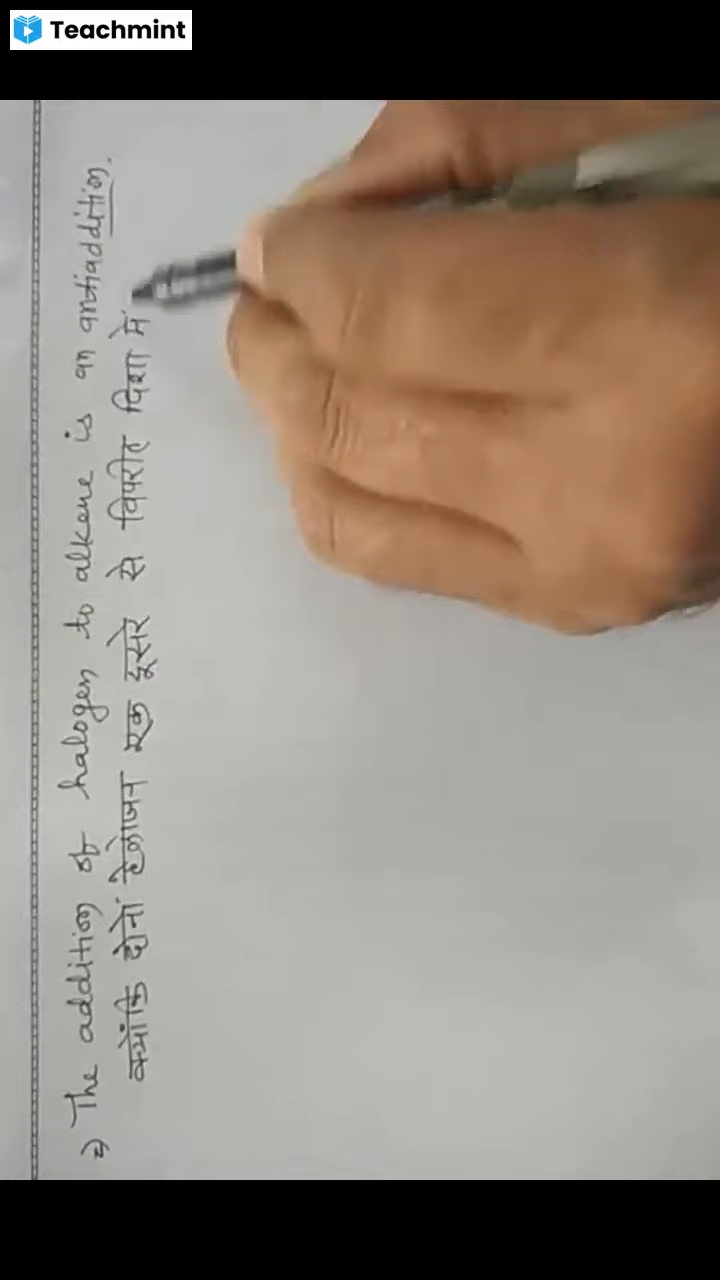 Teachmint
2) The addition of halogen to alkene is an antiaddition.
क्योंकि दोनों हैलोजन एक दूसरे से विपरीत दिशा में